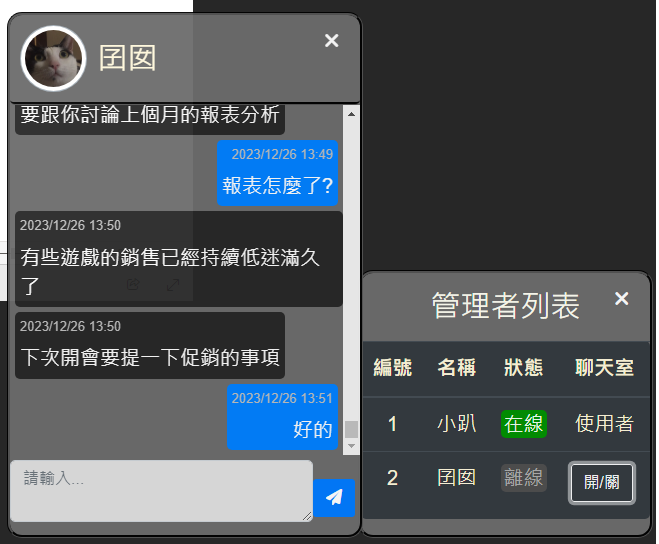 囝囡
要跟你討論上個月的報表分析
2023/12/26 13:49
報表怎麼了?
2023/12/26 13:50
有些遊戲的銷售已經持續低迷滿久
了
2023/12/26 13:50
下次開會要提一下促銷的事項
2023/12/26 13:51
好的
請輸入...
管理者列表
編號 名稱 狀態 聊天室
1 小趴 在線 使用者
2 囝囡 離線 開/關